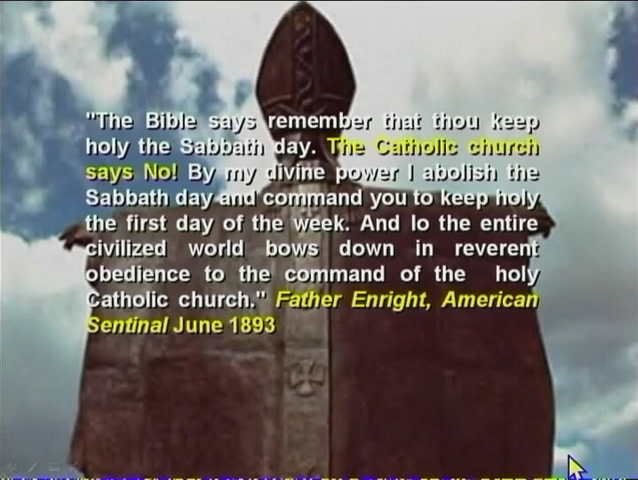 "The Bible says remember that thou keep
holy the Sabbath day. The Catholic church
says No! By my divine power I abolish the
Sabbath day and command you to keep holy
the first day of the week. And lo the entire
civilized world bows down in reverent
obedience to the command of the holy
Catholic church." Father Enright, American
Sentinal June 1893